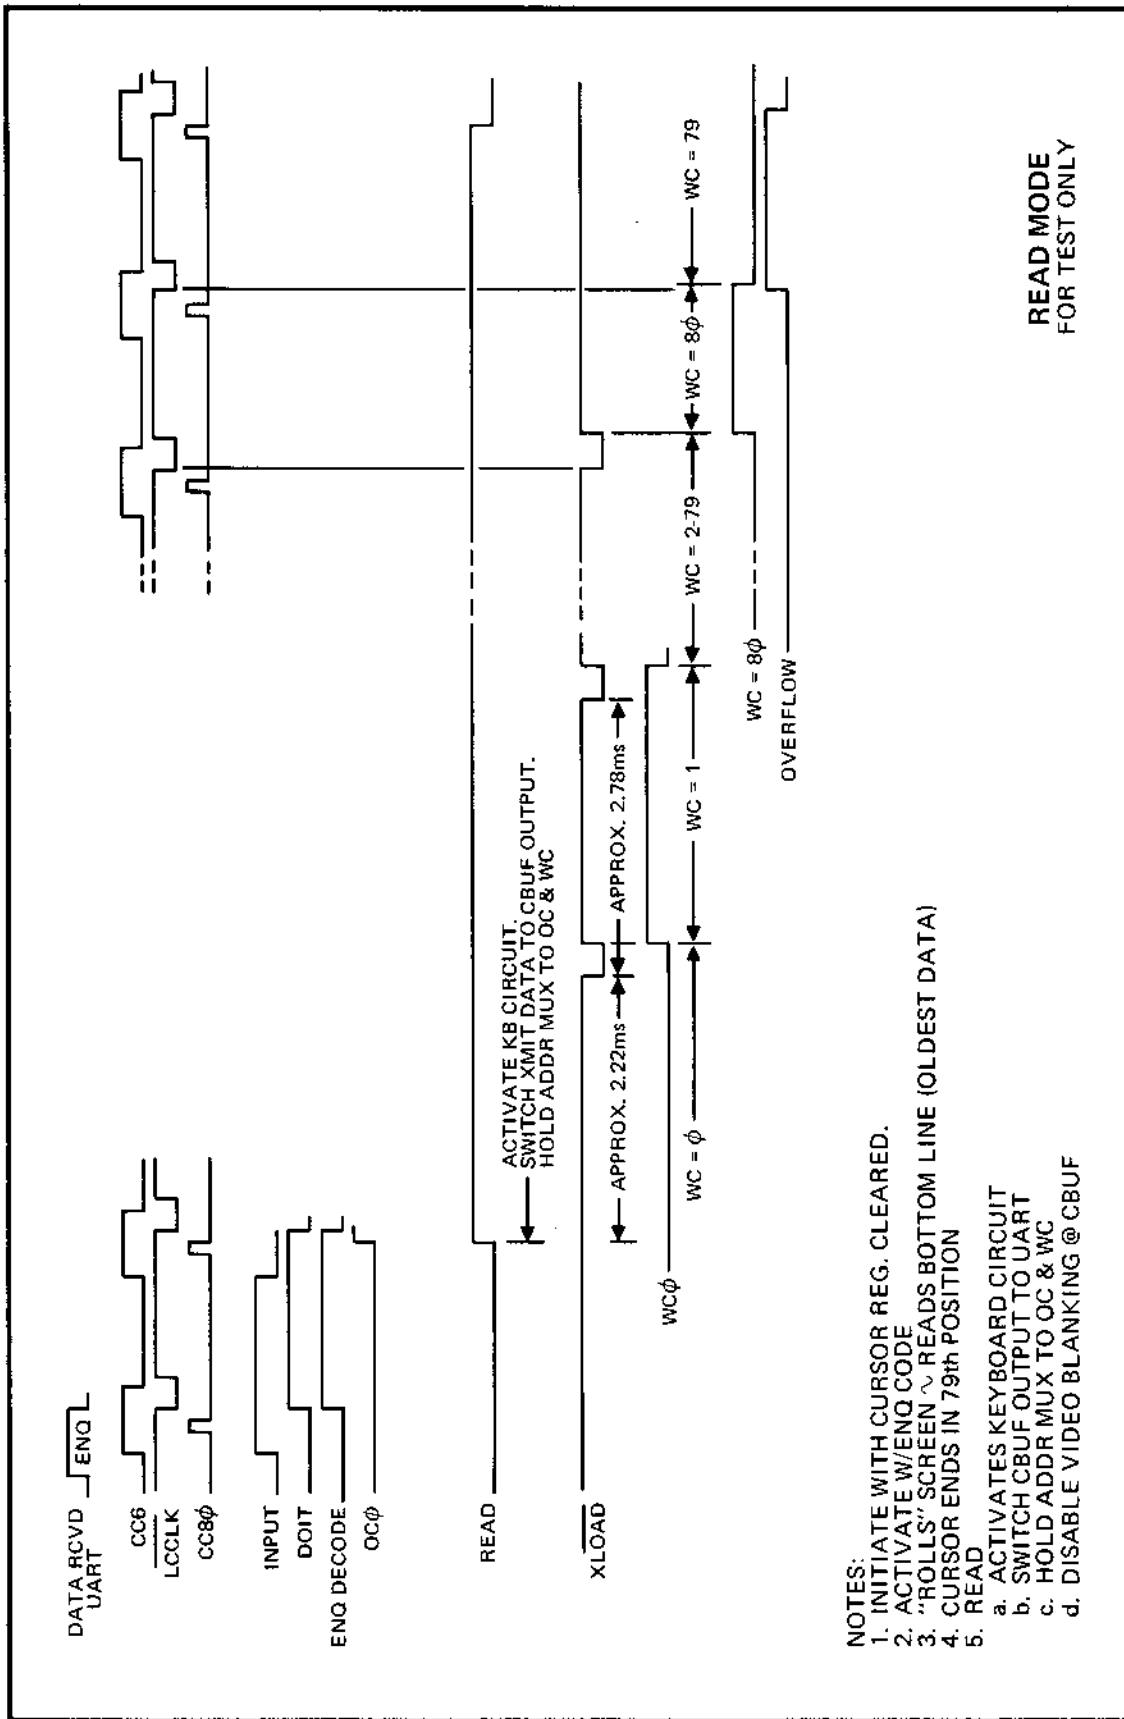 DATA RCVD
UART
ENQ
CC6
LCCLK
CC8ϕ
INPUT
DOIT
ENQ DECODE
OCϕ
READ
ACTIVATE KB CIRCUIT.
SWITCH XMIT DATA TO CBUF OUTPUT.
HOLD ADDR MUX TO OC & WC
XLOAD
APPROX. 2.22ms
APPROX. 2.78ms
WCϕ
WC = ϕ
WC = 1
WC = 2-79
WC = 8ϕ
WC = 79
WC = 8ϕ
OVERFLOW
NOTES:
1. INITIATE WITH CURSOR REG. CLEARED.
2. ACTIVATE W/ENQ CODE
3. "ROLLS" SCREEN ~ READS BOTTOM LINE (OLDEST DATA)
4. CURSOR ENDS IN 79th POSITION
5. READ
a. ACTIVATES KEYBOARD CIRCUIT
b. SWITCH CBUF OUTPUT TO UART
c. HOLD ADDR MUX TO OC & WC
d. DISABLE VIDEO BLANKING @ CBUF
READ MODE
FOR TEST ONLY